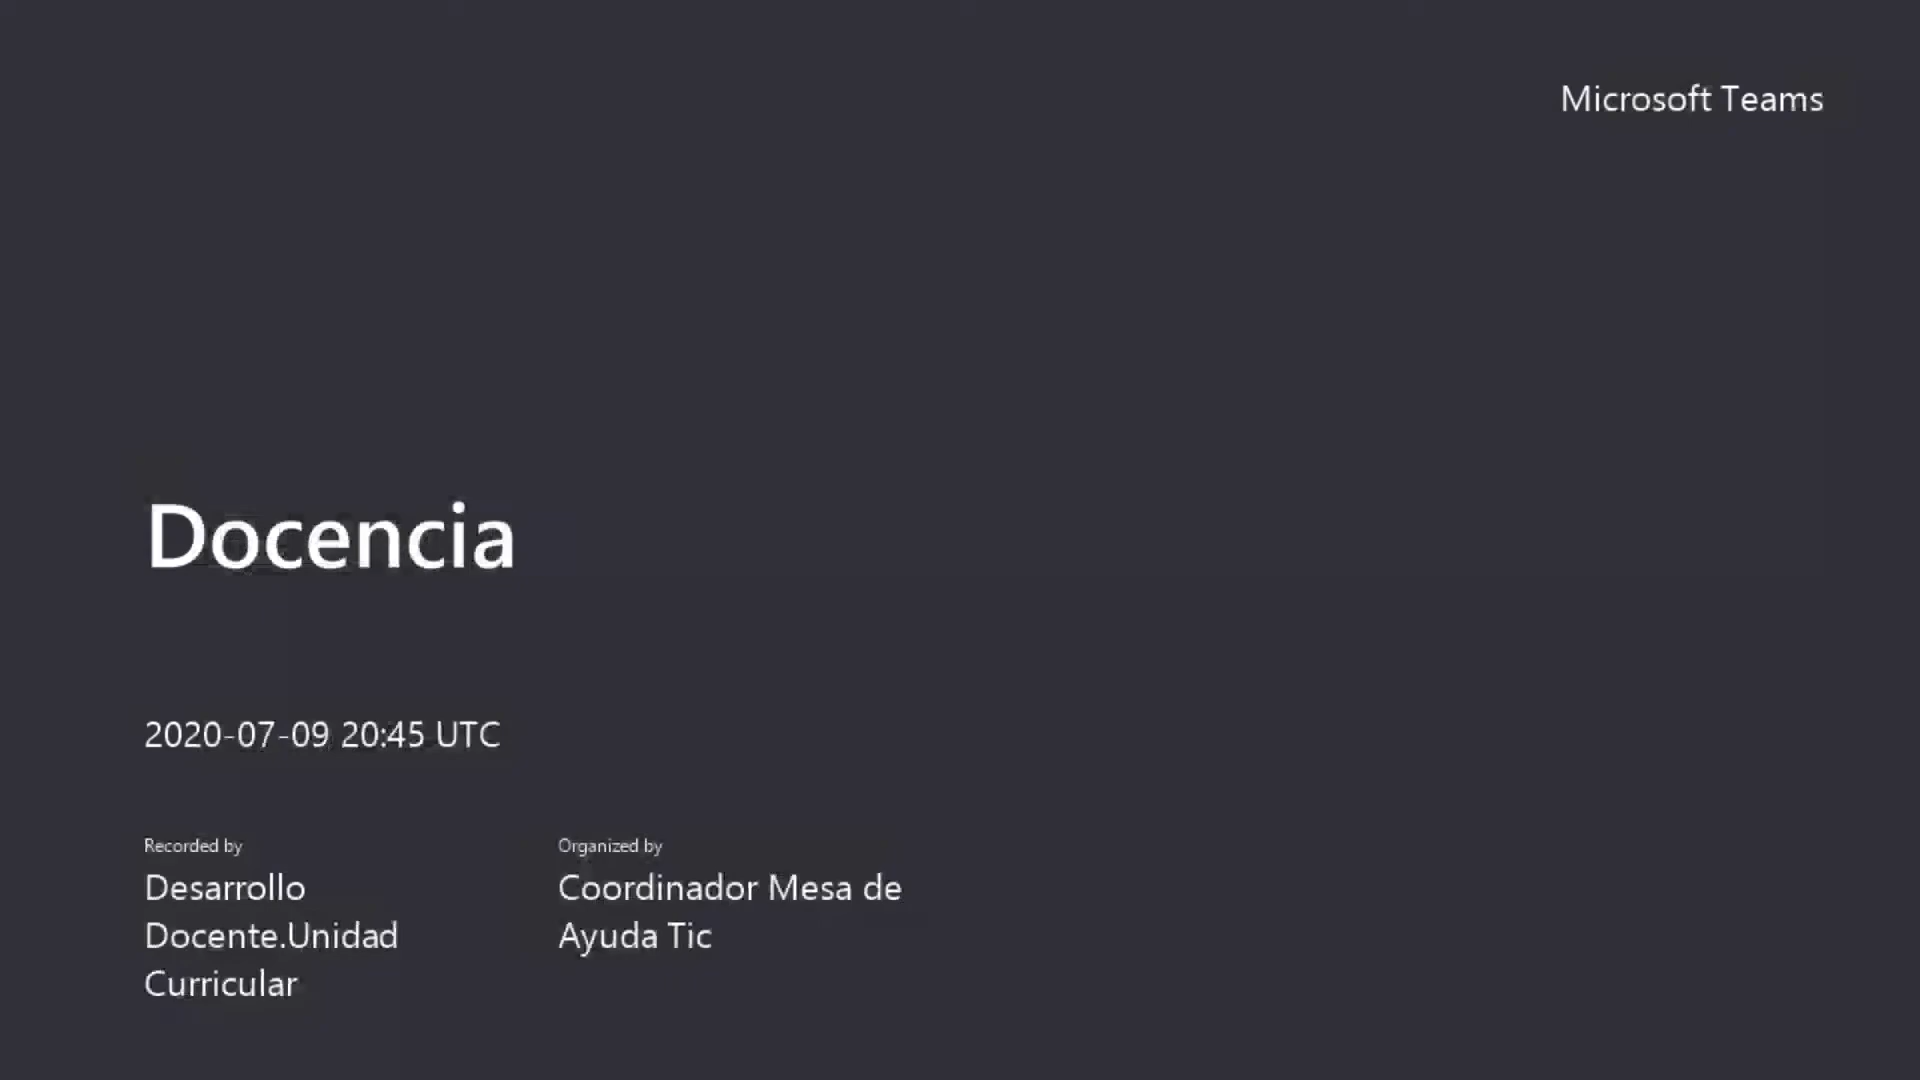 Microsoft Teams
Docencia
2020-07-09 20:45 UTC
Recorded by
Desarrollo
Docente.Unidad
Curricular
Organized by
Coordinador Mesa de
Ayuda Tic